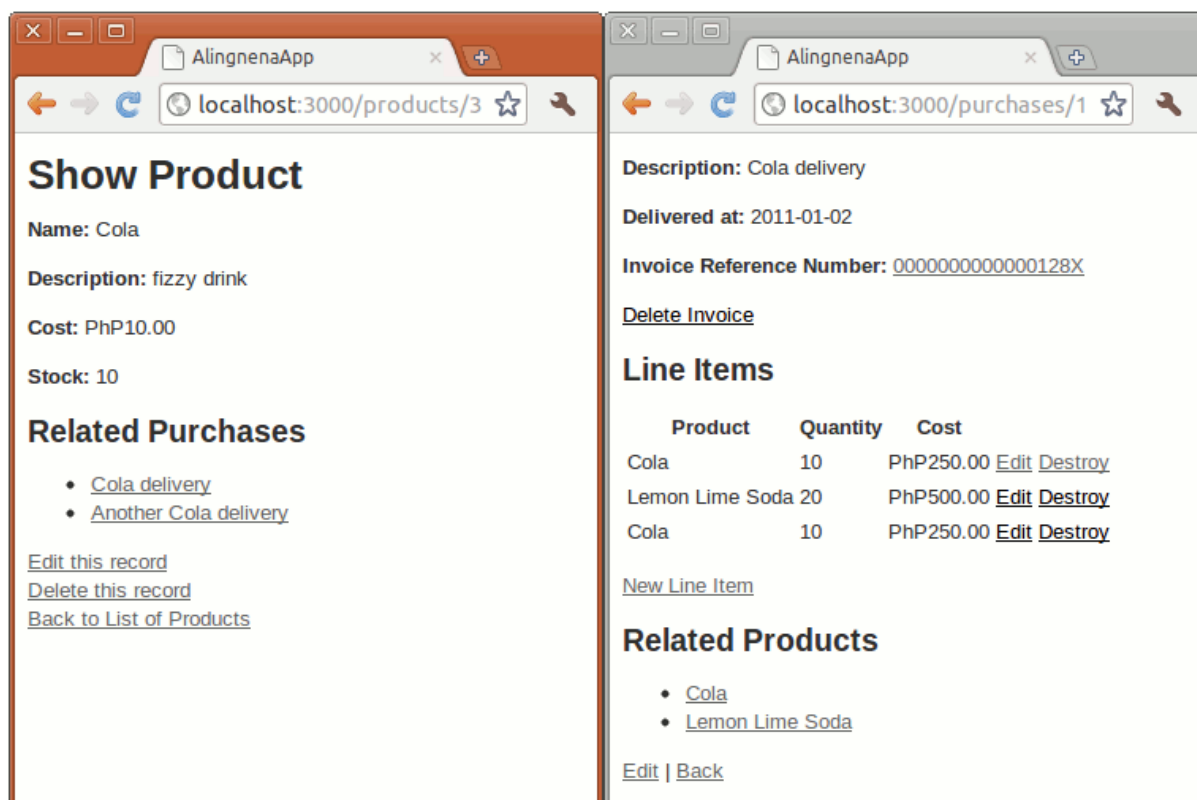 AlingnenaApp
localhost:3000/products/3
Show Product
Name: Cola
Description: fizzy drink
Cost: PhP10.00
Stock: 10
Related Purchases
Cola delivery
Another Cola delivery
Edit this record
Delete this record
Back to List of Products
AlingnenaApp
localhost:3000/purchases/1
Description: Cola delivery
Delivered at: 2011-01-02
Invoice Reference Number: 0000000000000128X
Delete Invoice
Line Items
Product Quantity Cost
Cola 10 PhP250.00 Edit Destroy
Lemon Lime Soda 20 PhP500.00 Edit Destroy
Cola 10 PhP250.00 Edit Destroy
New Line Item
Related Products
Cola
Lemon Lime Soda
Edit | Back